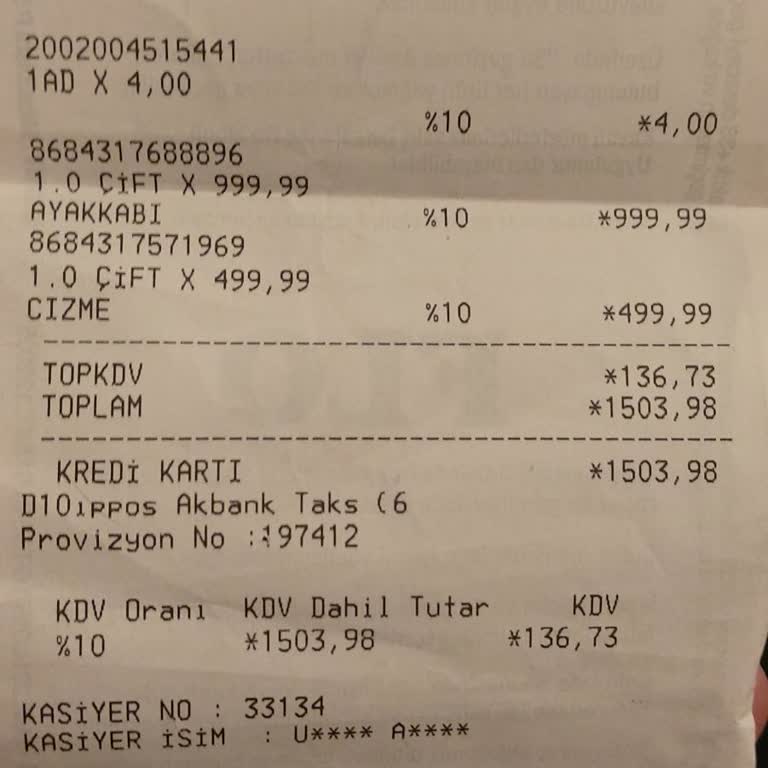 2002004515441
1AD X 4,00
%10 *4,00
8684317688896
1.0 ÇİFT X 999,99
AYAKKABI %10 *999,99
8684317571969
1.0 ÇİFT X 499,99
CIZME %10 *499,99
TOPKDV *136,73
TOPLAM *1503,98
KREDİ KARTI *1503,98
D10ıppos Akbank Taks (6
Provizyon No :
KDV Oranı KDV Dahil Tutar KDV
%10 *1503,98 *136,73
KASİYER NO : 33134
KASİYER İSİM : U**** A****